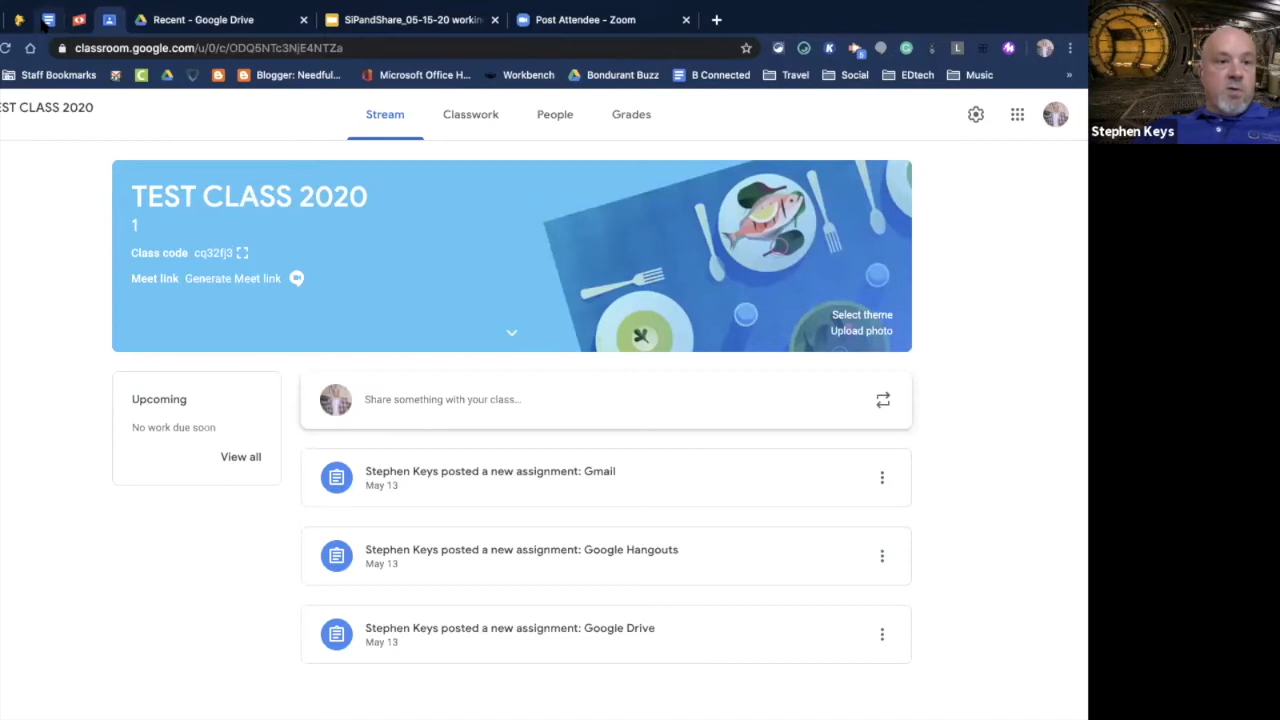 Recent - Google Drive
SiPandShare_05-15-20 workin
Post Attendee - Zoom
classroom.google.com/u/0/c/ODQ5NTc3NjE4NTZa
Staff Bookmarks
Blogger: Needful...
Microsoft Office H...
Workbench
Bondurant Buzz
B Connected
Travel
Social
EDtech
Music
»
EST CLASS 2020
Stream
Classwork
People
Grades
Stephen Keys
TEST CLASS 2020
1
Class code cq32fj3
Meet link Generate Meet link
Select theme
Upload photo
Upcoming
No work due soon
View all
Share something with your class...
Stephen Keys posted a new assignment: Gmail
May 13
Stephen Keys posted a new assignment: Google Hangouts
May 13
Stephen Keys posted a new assignment: Google Drive
May 13